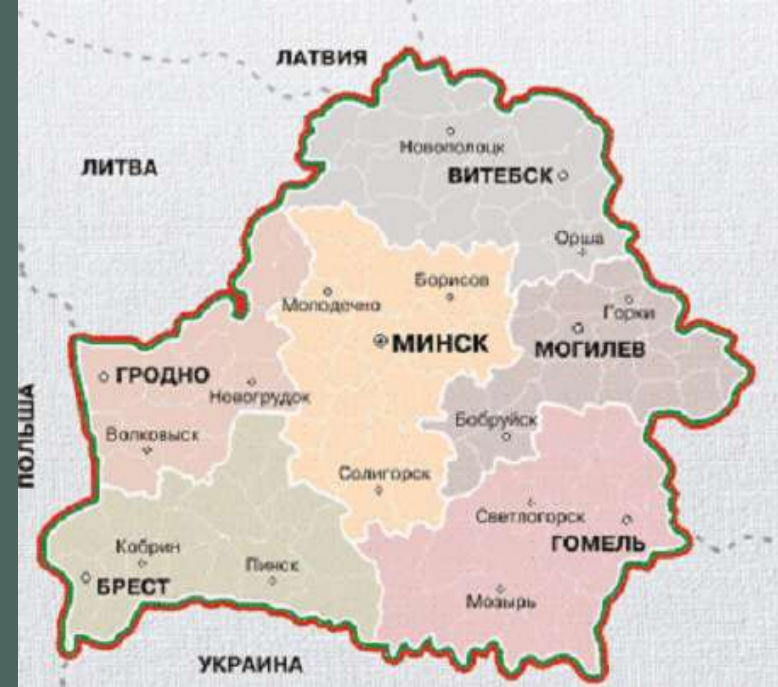 ЛАТВИЯ
Новополоцк
ЛИТВА
ВИТЕБСК
Орша
Борисов
Молодечно
Горки
МИНСК
МОГИЛЕВ
ГРОДНО
Новогрудок
ПОЛЬША
Бобруйск
Волковыск
Солигорск
Светлогорск
ГОМЕЛЬ
Кобрин
Пинск
БРЕСТ
Мозырь
УКРАИНА